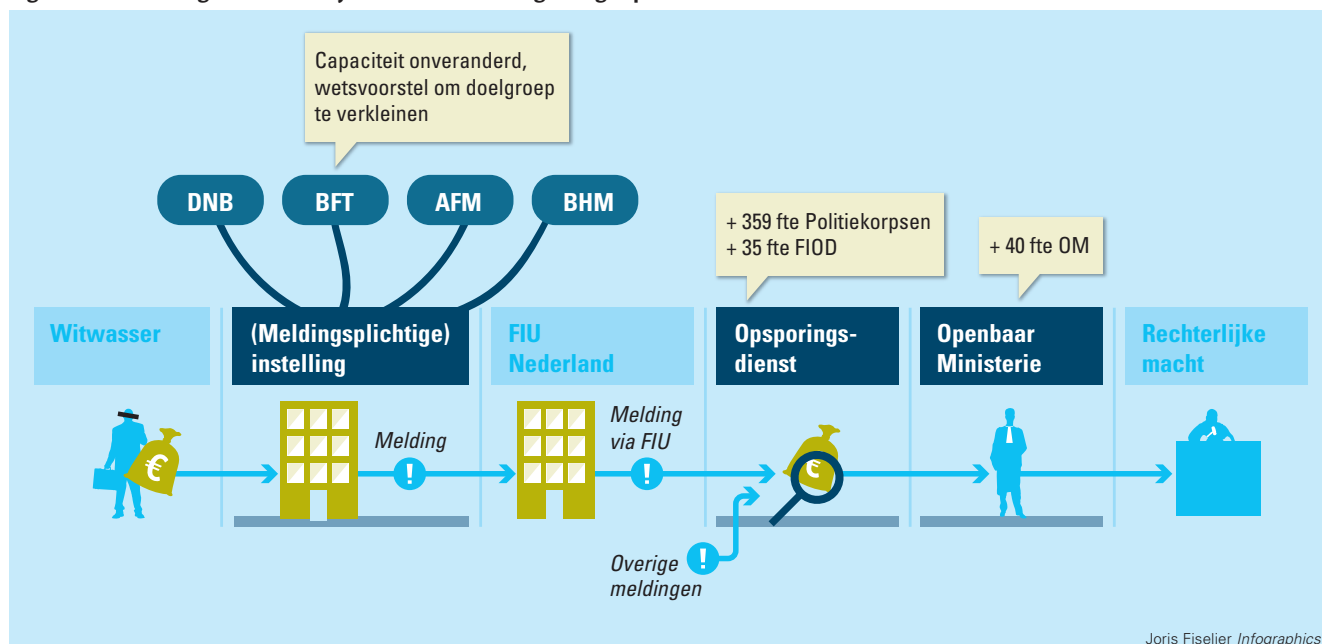 Capaciteit onveranderd,
wetsvoorstel om doelgroep
te verkleinen
DNB
BFT
AFM
BHM
+ 359 fte Politiekorpsen
+ 35 fte FIOD
+ 40 fte OM
Witwasser
(Meldingsplichtige)
instelling
FIU
Nederland
Opsporings-
dienst
Openbaar
Ministerie
Rechterlijke
macht
€
Melding
!
Melding
via FIU
!
€
Overige
meldingen
!
Joris Fiselier Infographics